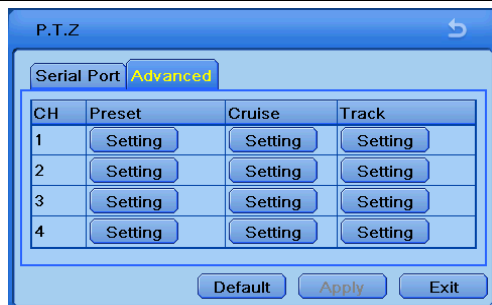 P.T.Z
Serial Port Advanced
CH Preset Cruise Track
1 Setting Setting Setting
2 Setting Setting Setting
3 Setting Setting Setting
4 Setting Setting Setting
Default Apply Exit